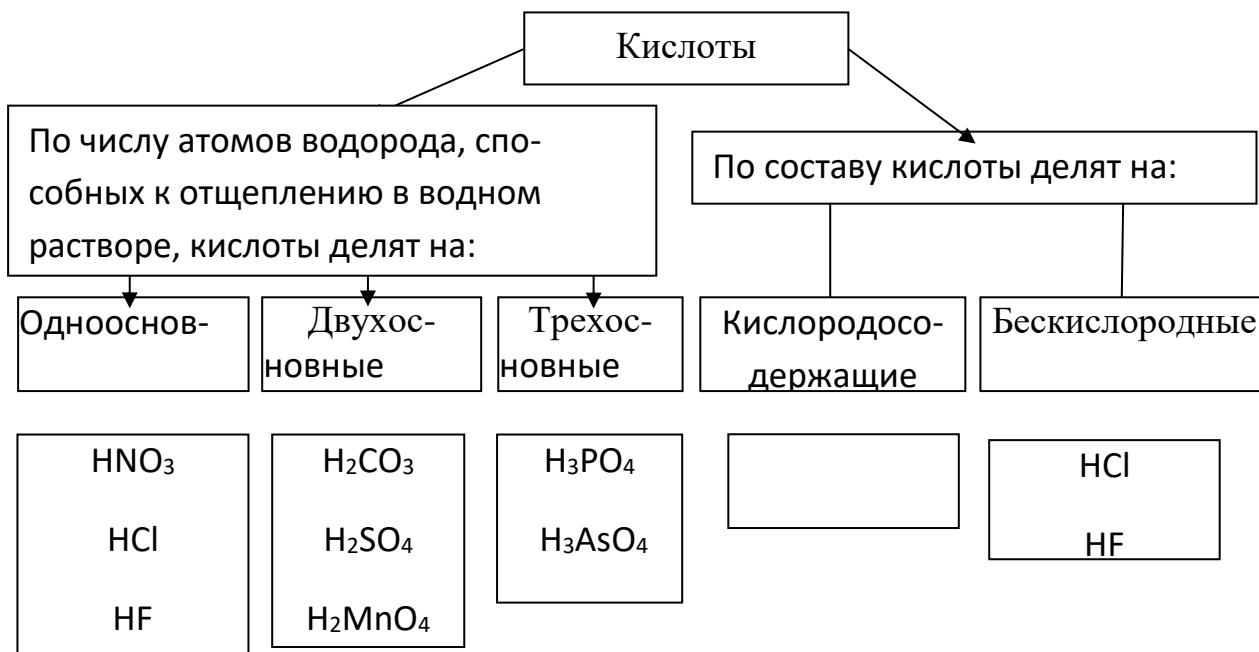 Кислоты
По числу атомов водорода, спо-
собных к отщеплению в водном
растворе, кислоты делят на:
По составу кислоты делят на:
Однооснов-
Двухос-
новные
Трехос-
новные
Кислородосо-
держащие
Бескислородные
HNO₃
HCl
HF
H₂CO₃
H₂SO₄
H₂MnO₄
H₃PO₄
H₃AsO₄
HCl
HF